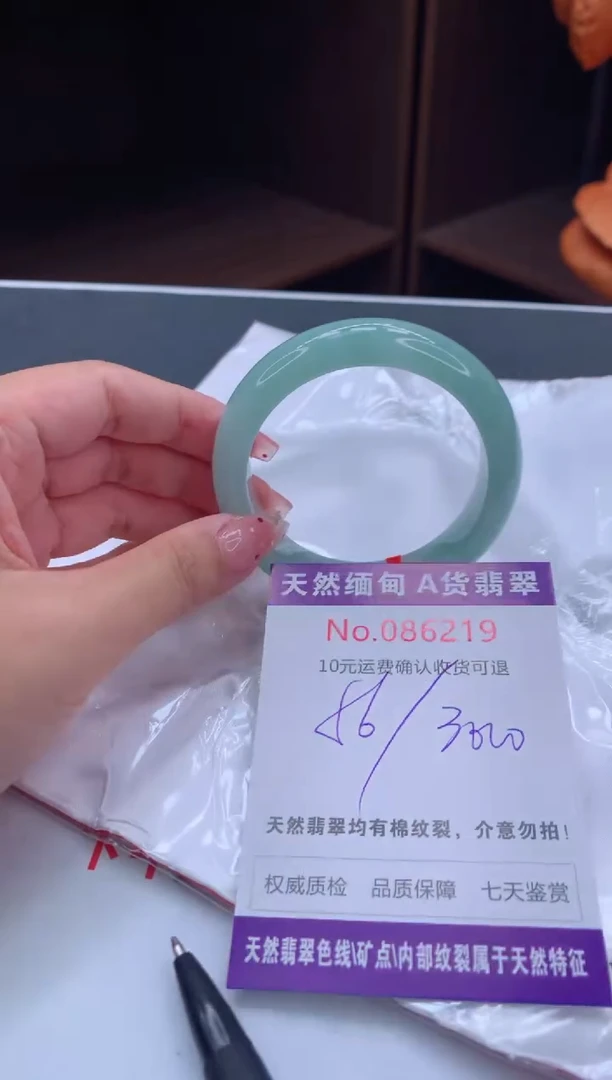 天然缅甸 A货翡翠
No.086219
10元运费确认收货可退
56/3000
天然翡翠均有棉纹裂，介意勿拍！
权威质检 品质保障 七天鉴赏
天然翡翠色线\矿点\内部纹裂属于天然特征